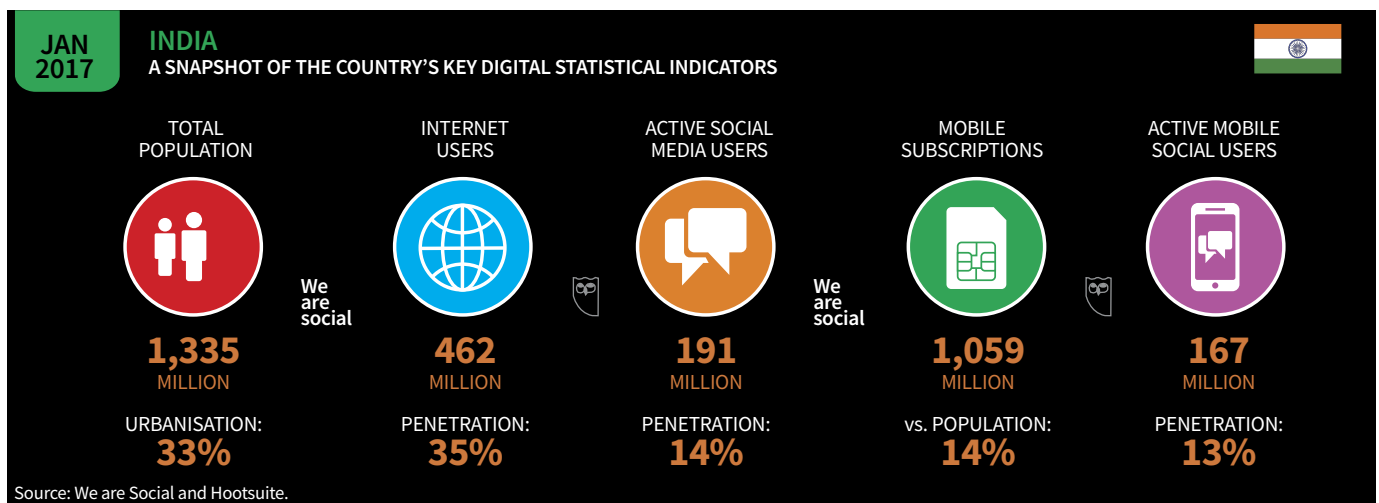 JAN
2017
INDIA
A SNAPSHOT OF THE COUNTRY'S KEY DIGITAL STATISTICAL INDICATORS
TOTAL
POPULATION
INTERNET
USERS
ACTIVE SOCIAL
MEDIA USERS
MOBILE
SUBSCRIPTIONS
ACTIVE MOBILE
SOCIAL USERS
We
are
social
We
are
social
1,335
MILLION
462
MILLION
191
MILLION
1,059
MILLION
167
MILLION
URBANISATION:
33%
PENETRATION:
35%
PENETRATION:
14%
vs. POPULATION:
14%
PENETRATION:
13%
Source: We are Social and Hootsuite.